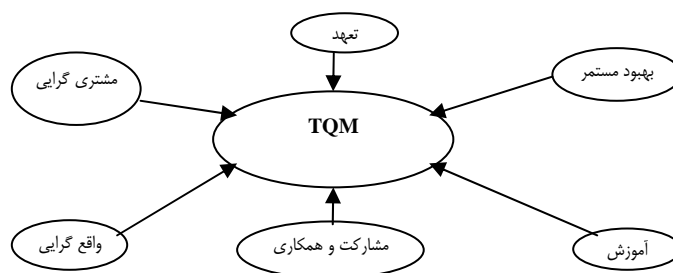 تعهد
بهبود مستمر
مشتری گرایی
TQM
آموزش
مشارکت و همکاری
واقع گرایی